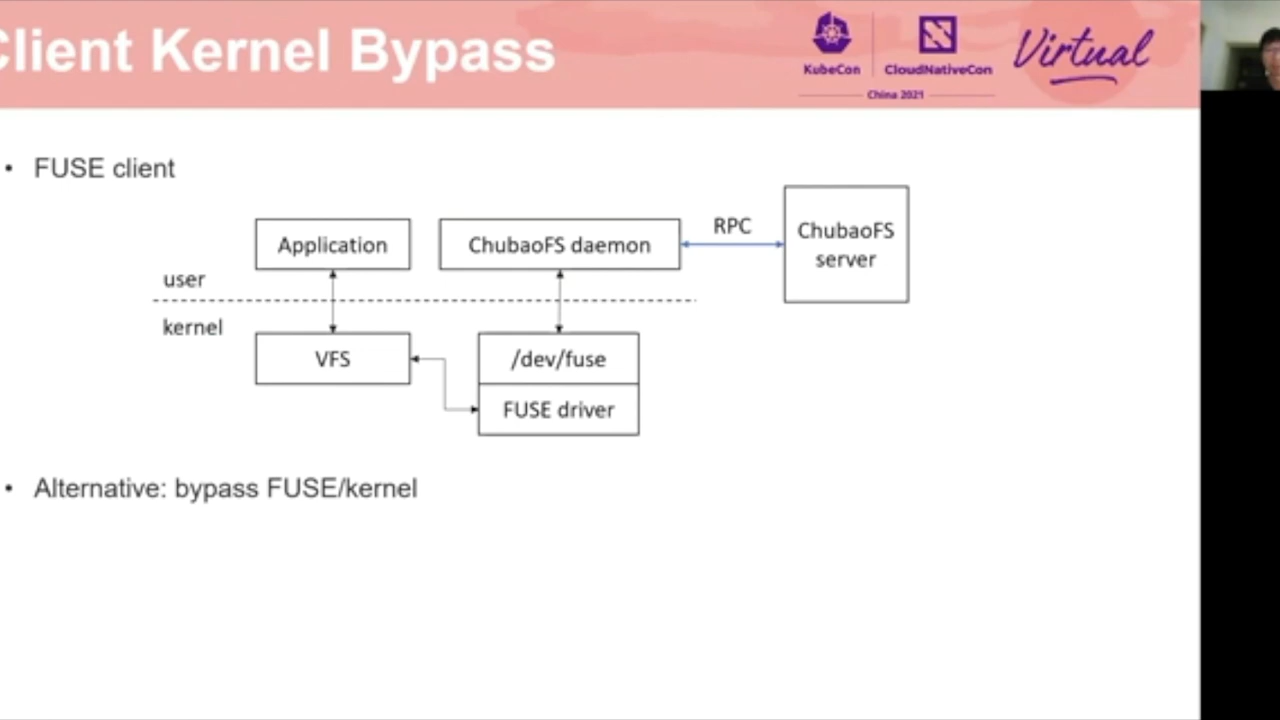 Client Kernel Bypass
KubeCon
CloudNativeCon
Virtual
China 2021
• FUSE client
Application
ChubaoFS daemon
RPC
ChubaoFS
server
user
kernel
VFS
/dev/fuse
FUSE driver
• Alternative: bypass FUSE/kernel